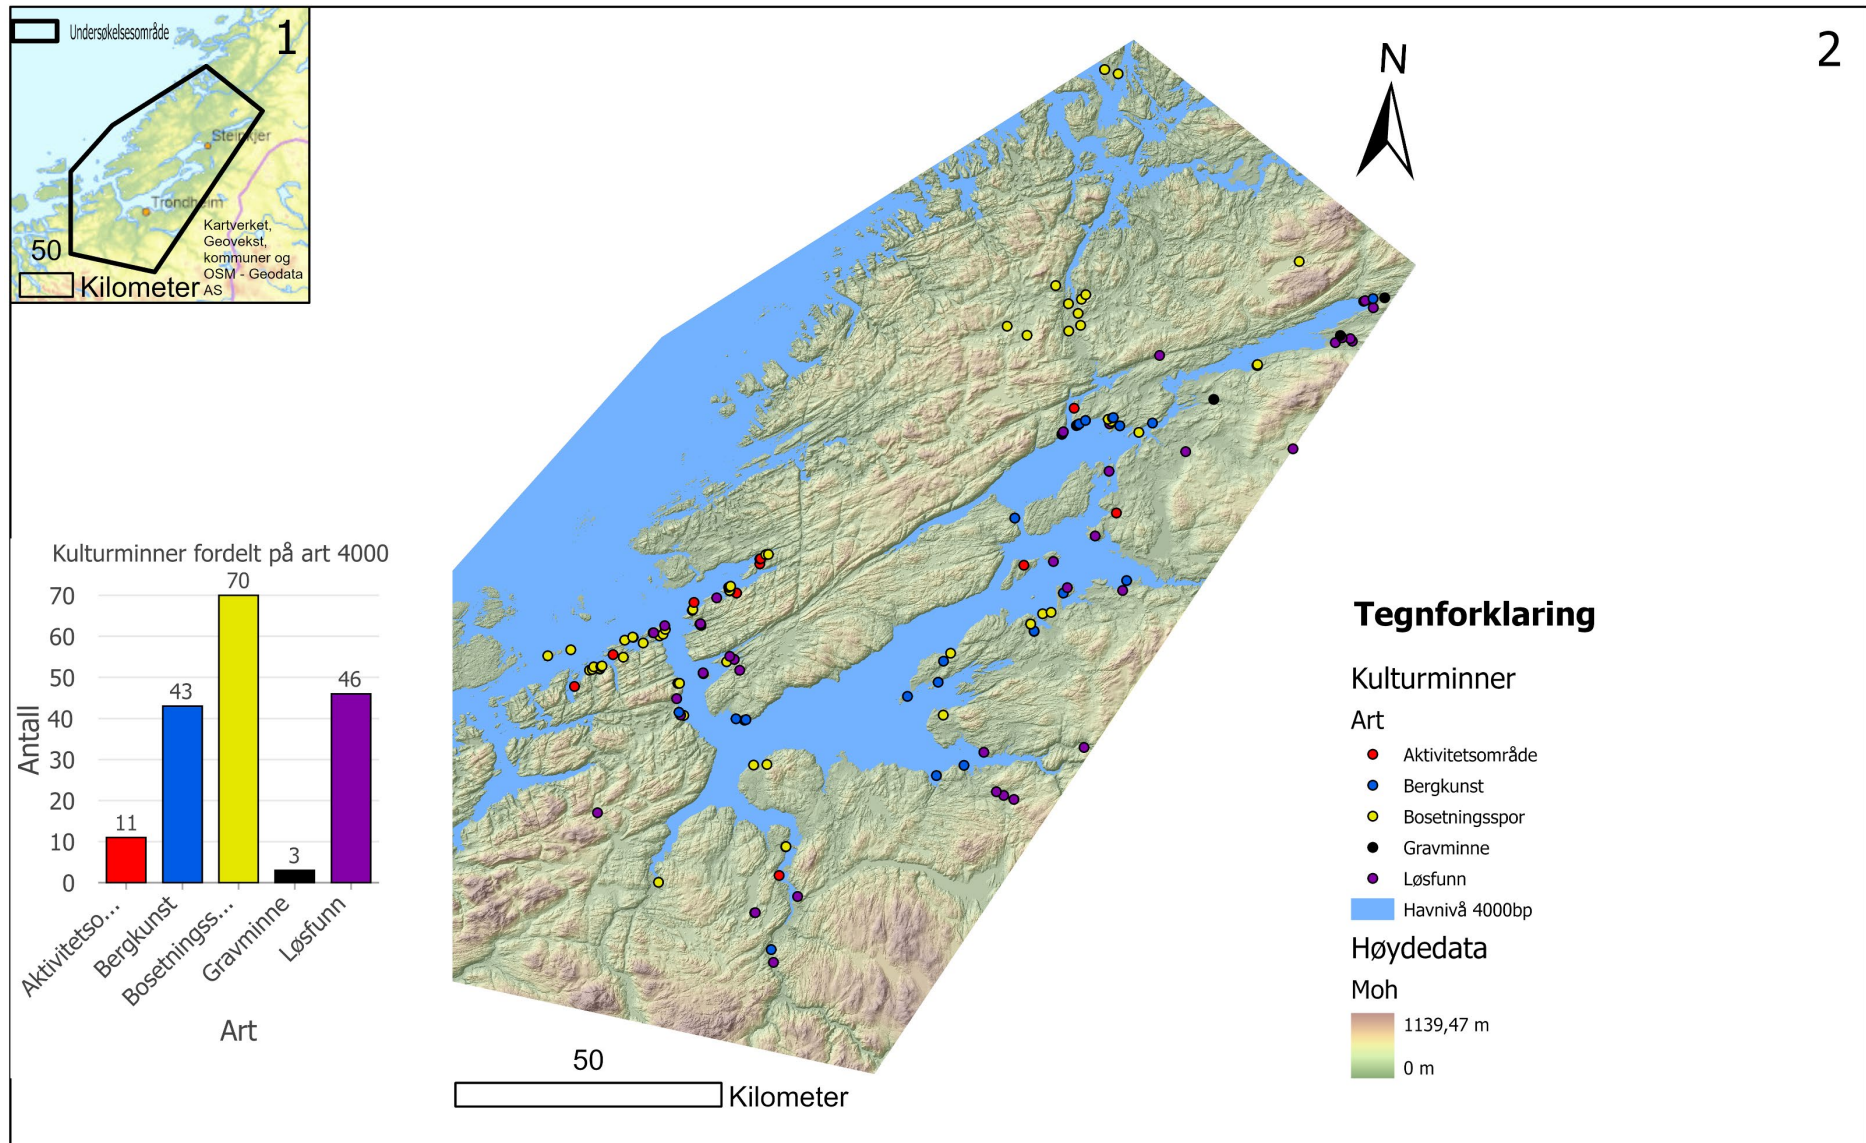 Undersøkelsesområde
1
Steinkjer
Trondheim
Kartverket,
Geovekst,
kommuner og
OSM - Geodata
AS
50
Kilometer
2
N
Kulturminner fordelt på art 4000
Antall
70
60
50
40
30
20
10
0
11
43
70
3
46
Aktivitetso...
Bergkunst
Bosetningss...
Gravminne
Løsfunn
Art
50
Kilometer
Tegnforklaring
Kulturminner
Art
Aktivitetsområde
Bergkunst
Bosetningsspor
Gravminne
Løsfunn
Havnivå 4000bp
Høydedata
Moh
1139,47 m
0 m